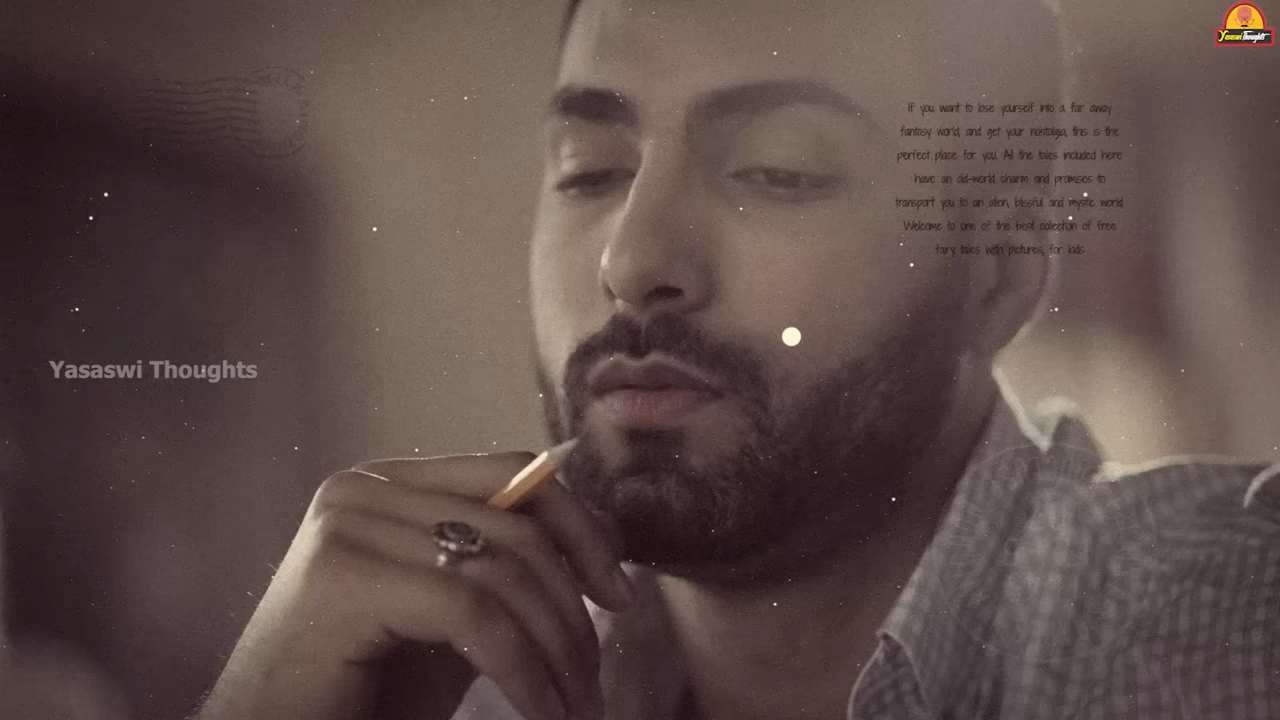 Yasaswi Thoughts
If you want to lose yourself into a far away
fantasy world, and get your nostalgia, this is the
perfect place for you. All the tales included here
have an old-world charm and promises to
transport you to an alien, blissful and mystic world.
Welcome to one of the best collection of free
fairy tales with pictures, for kids
Yasaswi Thoughts